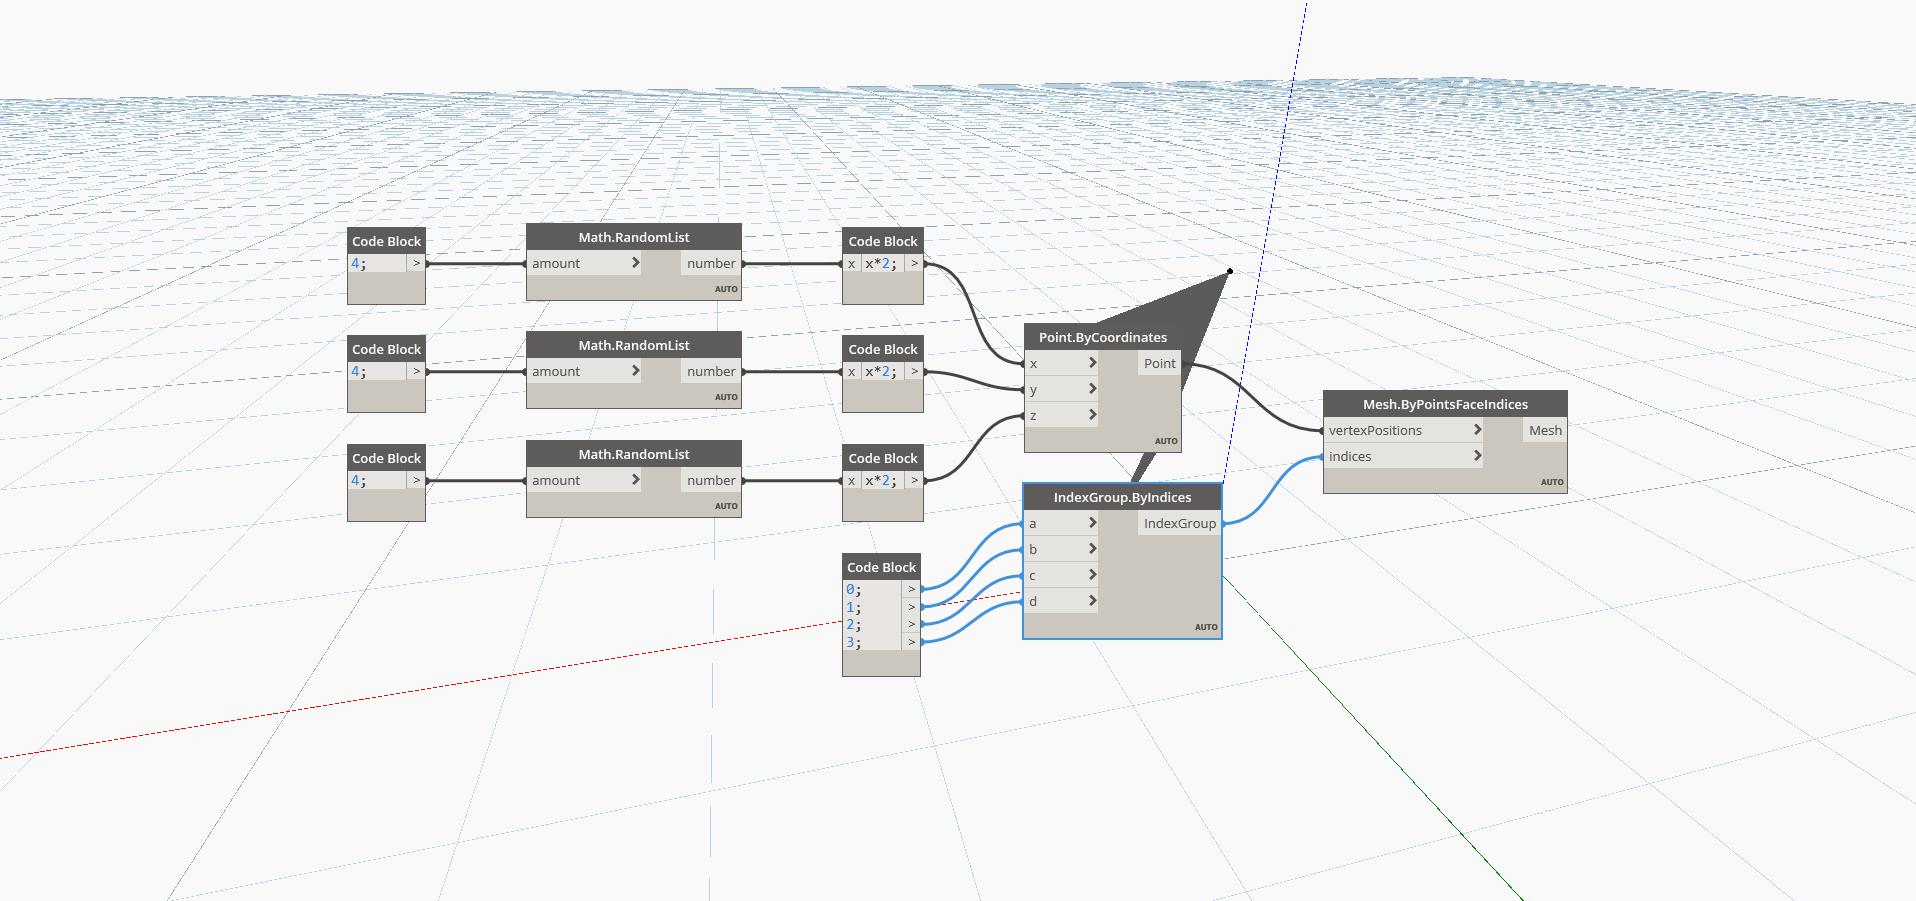 Code Block
4; >
Math.RandomList
amount > number
AUTO
Code Block
x x*2; >
Code Block
4; >
Math.RandomList
amount > number
AUTO
Code Block
x x*2; >
Code Block
4; >
Math.RandomList
amount > number
AUTO
Code Block
x x*2; >
Point.ByCoordinates
x > Point
y >
z >
AUTO
Code Block
0; >
1; >
2; >
3; >
IndexGroup.ByIndices
a > IndexGroup
b >
c >
d >
AUTO
Mesh.ByPointsFaceIndices
vertexPositions > Mesh
indices >
AUTO